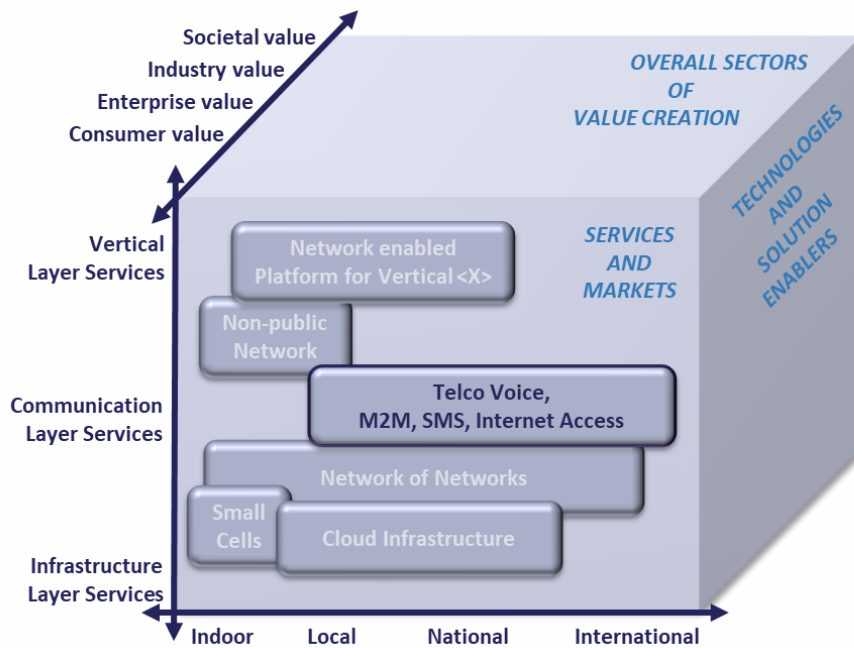 Societal value
Industry value
Enterprise value
Consumer value
OVERALL SECTORS
OF
VALUE CREATION
TECHNOLOGIES
AND
SOLUTION
ENABLERS
Vertical
Layer Services
Network enabled
Platform for Vertical <X>
SERVICES
AND
MARKETS
Non-public
Network
Communication
Layer Services
Telco Voice,
M2M, SMS, Internet Access
Network of Networks
Small
Cells
Cloud Infrastructure
Infrastructure
Layer Services
Indoor
Local
National
International